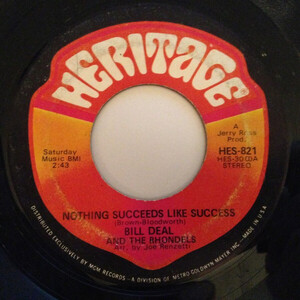 HERITAGE
A
Jerry Ross
Prod.
Saturday
Music BMI
2:43
HES-821
HES-3000A
STEREO
NOTHING SUCCEEDS LIKE SUCCESS
(Brown-Bloodworth)
BILL DEAL
AND THE RHONDELS
Arr. by Joe Renzetti
DISTRIBUTED EXCLUSIVELY BY MGM RECORDS - A DIVISION OF METRO GOLDWYN MAYER INC. - MADE IN U.S.A.